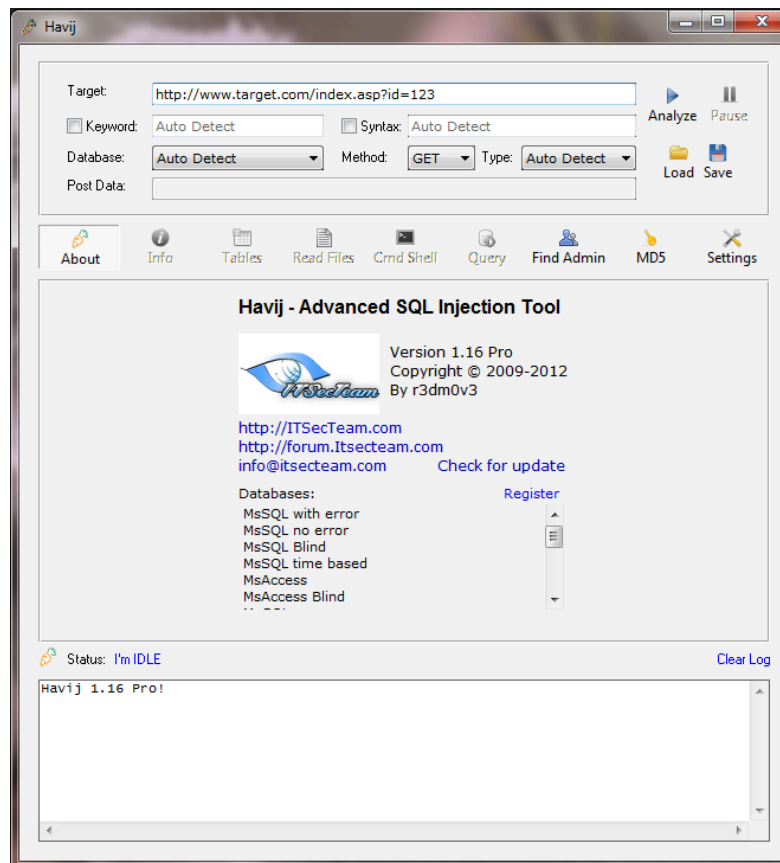 Havij
Target: http://www.target.com/index.asp?id=123
Analyze Pause
Keyword: Auto Detect Syntax: Auto Detect
Database: Auto Detect Method: GET Type: Auto Detect
Load Save
Post Data:
About Info Tables Read Files Cmd Shell Query Find Admin MD5 Settings
Havij - Advanced SQL Injection Tool
ITSecTeam
Version 1.16 Pro
Copyright © 2009-2012
By r3dm0v3
http://ITSecTeam.com
http://forum.Itsecteam.com
info@itsecteam.com Check for update
Databases: Register
MsSQL with error
MsSQL no error
MsSQL Blind
MsSQL time based
MsAccess
MsAccess Blind
Status: I'm IDLE Clear Log
Havij 1.16 Pro!